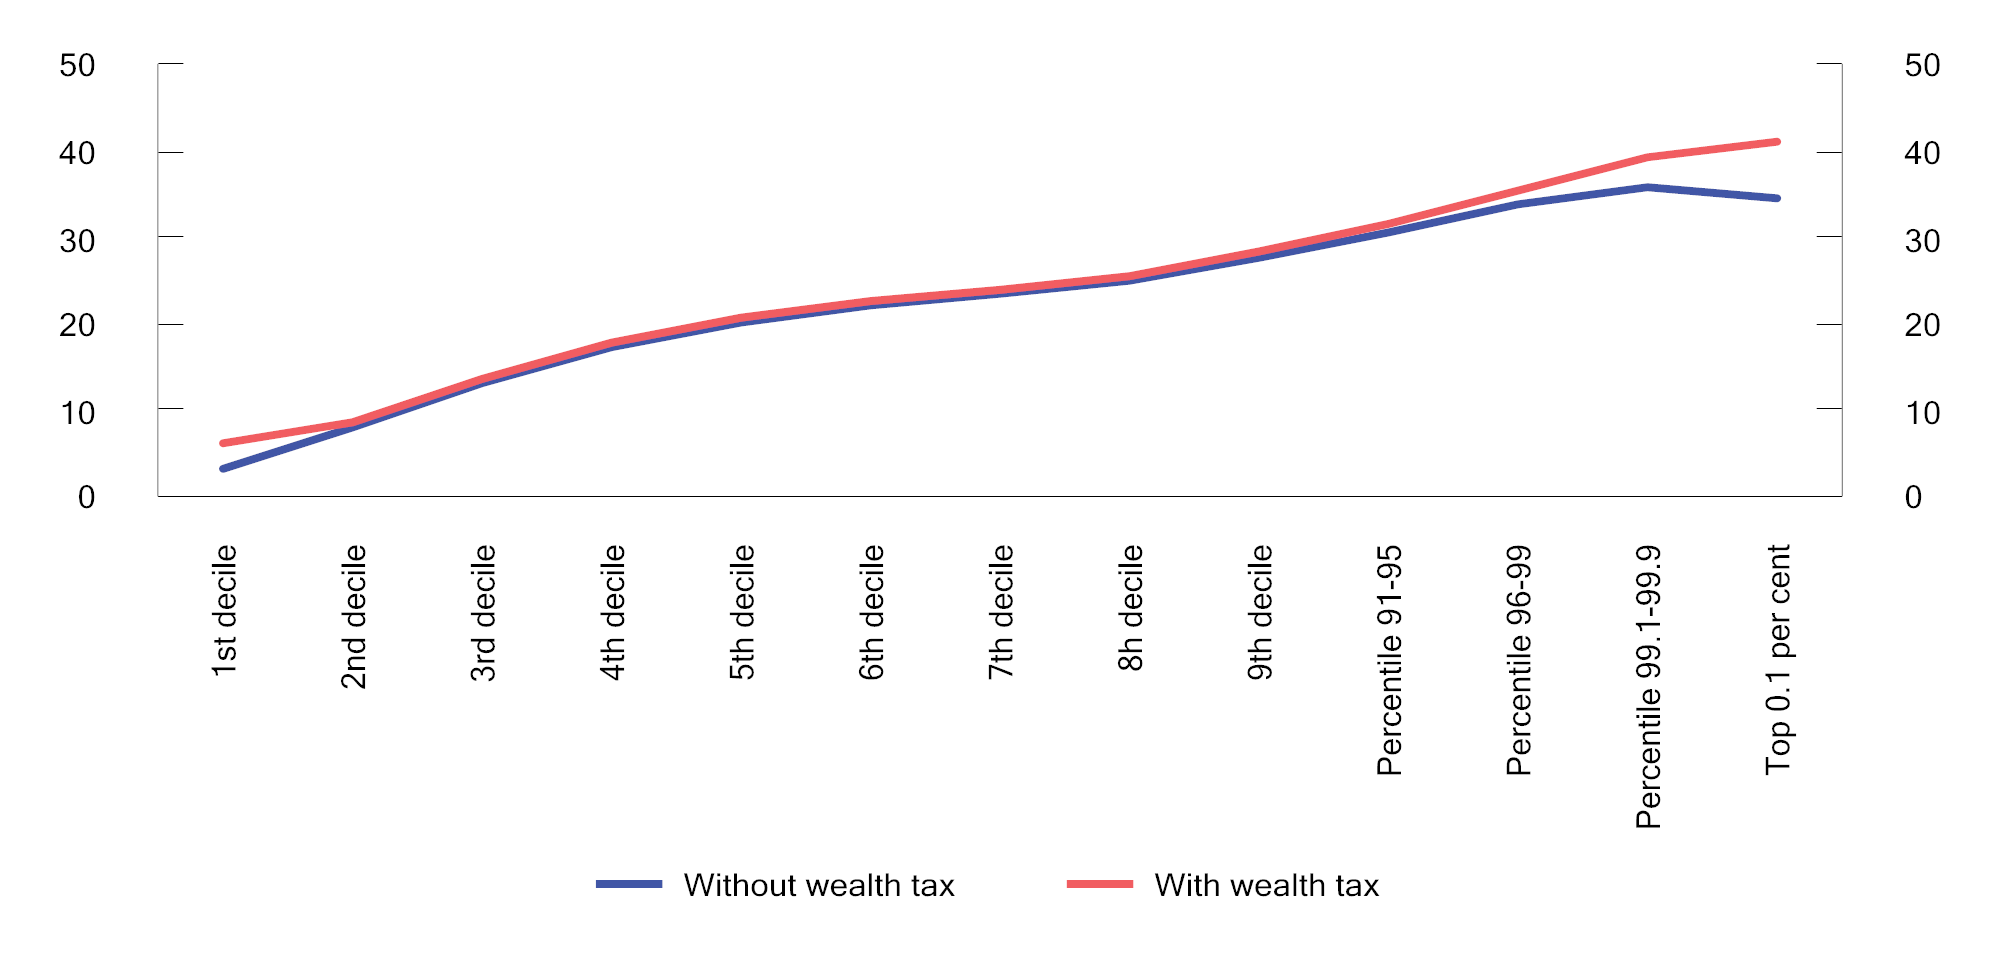 50 50
40 40
30 30
20 20
10 10
0 0
1st decile
2nd decile
3rd decile
4th decile
5th decile
6th decile
7th decile
8h decile
9th decile
Percentile 91-95
Percentile 96-99
Percentile 99.1-99.9
Top 0.1 per cent
Without wealth tax With wealth tax